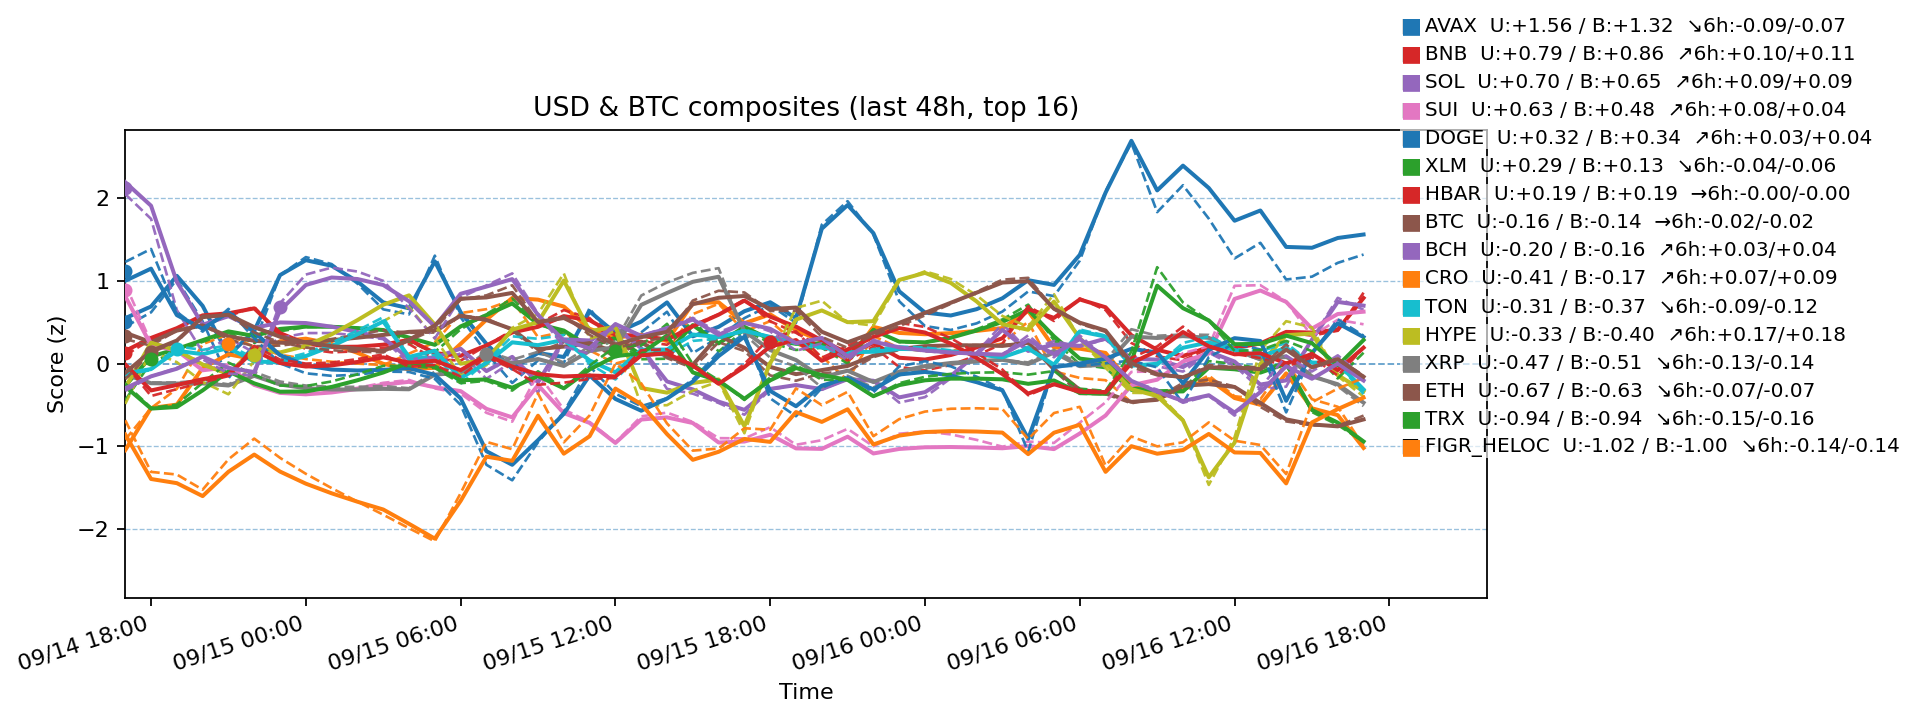 AVAX U:+1.56 / B:+1.32 ↘6h:-0.09/-0.07
BNB U:+0.79 / B:+0.86 ↗6h:+0.10/+0.11
SOL U:+0.70 / B:+0.65 ↗6h:+0.09/+0.09
SUI U:+0.63 / B:+0.48 ↗6h:+0.08/+0.04
DOGE U:+0.32 / B:+0.34 ↗6h:+0.03/+0.04
XLM U:+0.29 / B:+0.13 ↘6h:-0.04/-0.06
HBAR U:+0.19 / B:+0.19 →6h:-0.00/-0.00
BTC U:-0.16 / B:-0.14 →6h:-0.02/-0.02
BCH U:-0.20 / B:-0.16 ↗6h:+0.03/+0.04
CRO U:-0.41 / B:-0.17 ↗6h:+0.07/+0.09
TON U:-0.31 / B:-0.37 ↘6h:-0.09/-0.12
HYPE U:-0.33 / B:-0.40 ↗6h:+0.17/+0.18
XRP U:-0.47 / B:-0.51 ↘6h:-0.13/-0.14
ETH U:-0.67 / B:-0.63 ↘6h:-0.07/-0.07
TRX U:-0.94 / B:-0.94 ↘6h:-0.15/-0.16
FIGR_HELOC U:-1.02 / B:-1.00 ↘6h:-0.14/-0.14
USD & BTC composites (last 48h, top 16)
Score (z)
2
1
0
−1
−2
09/14 18:00
09/15 00:00
09/15 06:00
09/15 12:00
09/15 18:00
09/16 00:00
09/16 06:00
09/16 12:00
09/16 18:00
Time